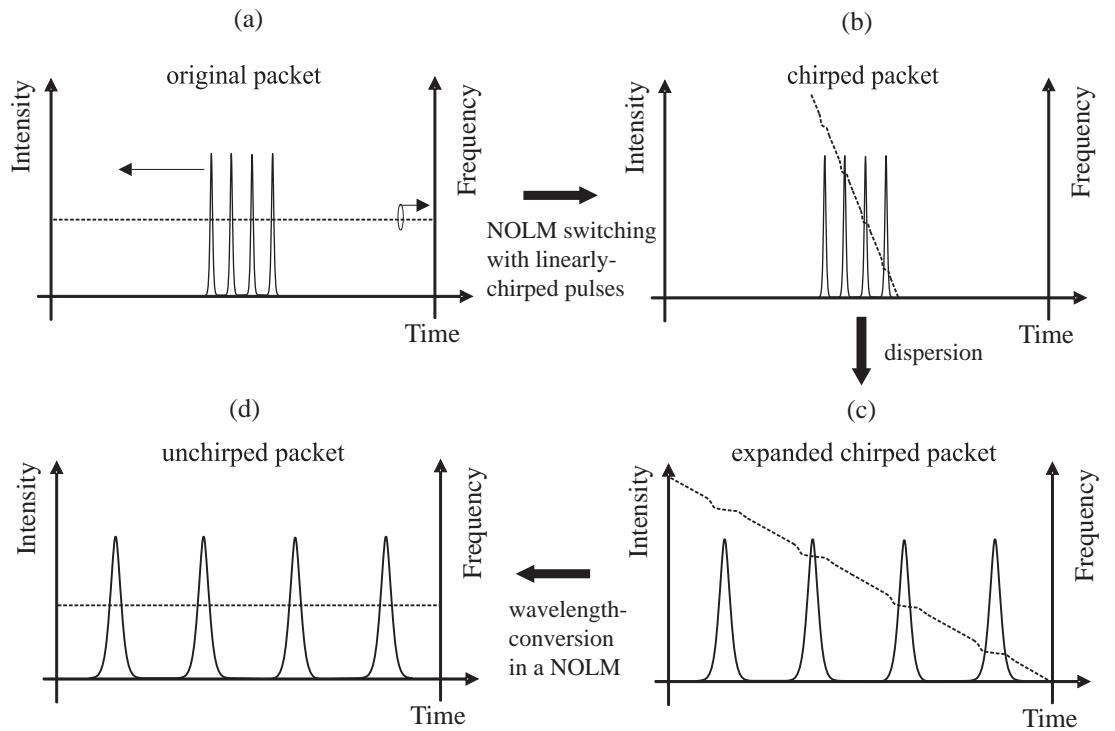 (a)
original packet
Intensity
Frequency
Time
NOLM switching
with linearly-
chirped pulses
(b)
chirped packet
Intensity
Frequency
Time
dispersion
(c)
expanded chirped packet
Intensity
Frequency
Time
wavelength-
conversion
in a NOLM
(d)
unchirped packet
Intensity
Frequency
Time